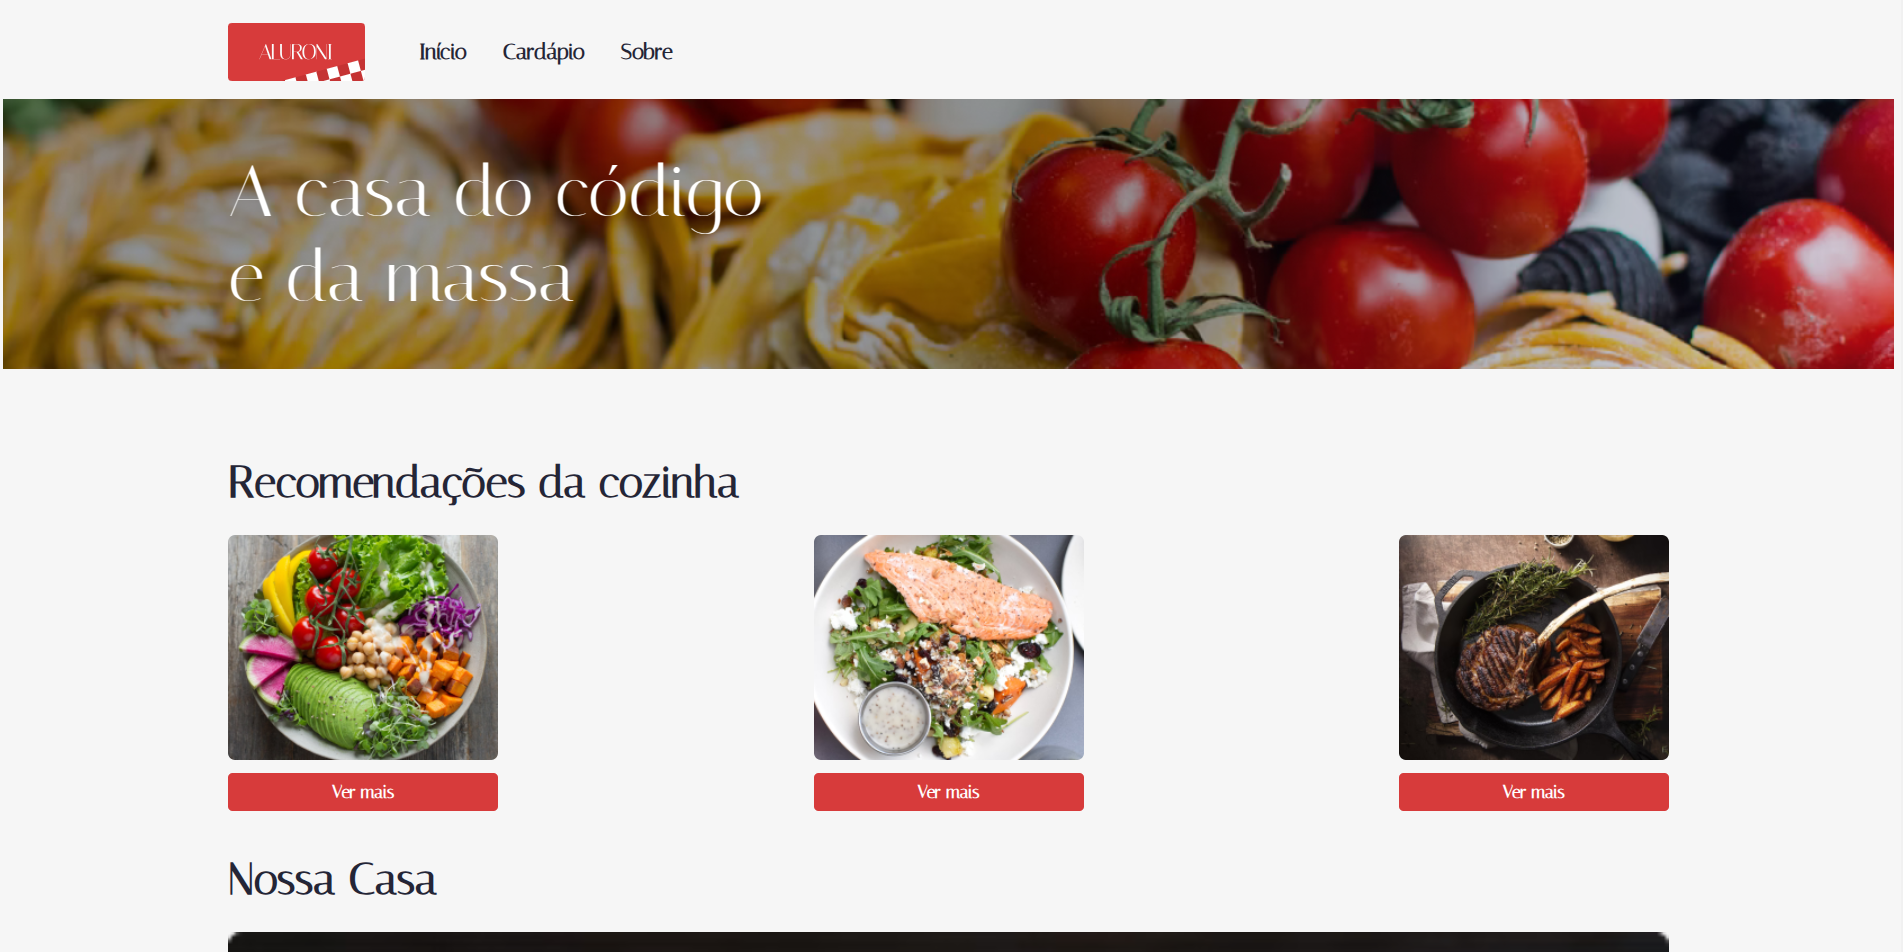 ALURONI
Início Cardápio Sobre
A casa do código
e da massa
Recomendações da cozinha
Ver mais Ver mais Ver mais
Nossa Casa